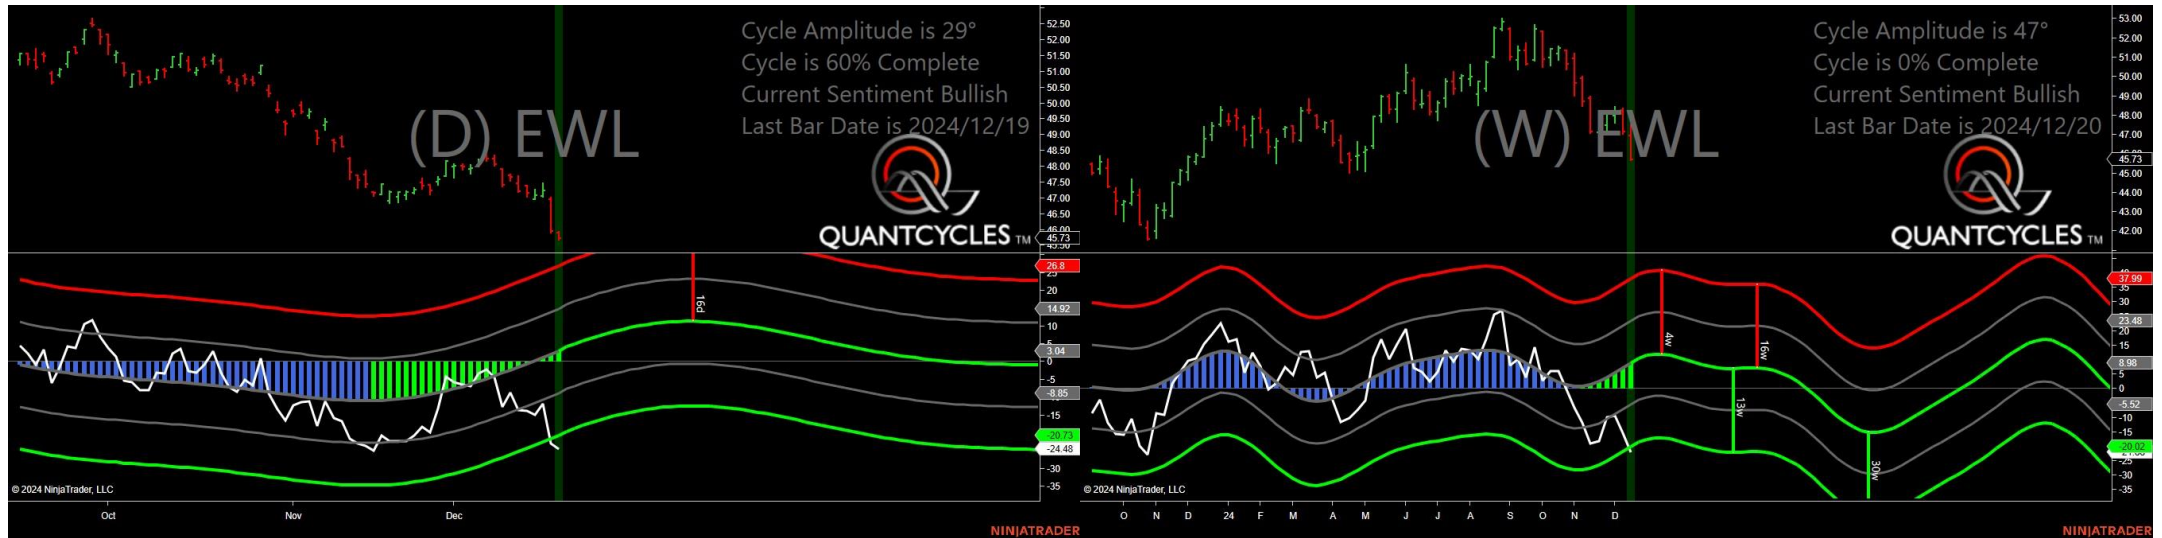 Cycle Amplitude is 29°
Cycle is 60% Complete
Current Sentiment Bullish
Last Bar Date is 2024/12/19
(D) EWL
QUANTCYCLES TM
52.50
52.00
51.50
51.00
50.50
50.00
49.50
49.00
48.50
48.00
47.50
47.00
46.50
46.00
45.73
45.50
26.8
25
20
14.92
10
5
3.04
0
-5
-8.85
-15
-20.73
-24.48
-30
-35
16d
© 2024 NinjaTrader, LLC
Oct
Nov
Dec
NINJATRADER
Cycle Amplitude is 47°
Cycle is 0% Complete
Current Sentiment Bullish
Last Bar Date is 2024/12/20
(W) EWL
QUANTCYCLES TM
53.00
52.00
51.00
50.00
49.00
48.00
47.00
45.73
45.00
44.00
43.00
42.00
37.99
35
30
23.48
20
15
8.98
5
0
-5.52
-10
-15
-20.02
-25
-30
-35
4w
16w
13w
30w
© 2024 NinjaTrader, LLC
O N D 24 F M A M J J A S O N D
NINJATRADER